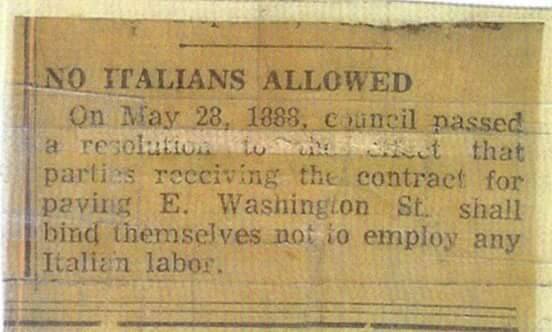 NO ITALIANS ALLOWED
On May 28, 1888, council passed
a resolution to the effect that
parties receiving the contract for
paving E. Washington St. shall
bind themselves not to employ any
Italian labor.